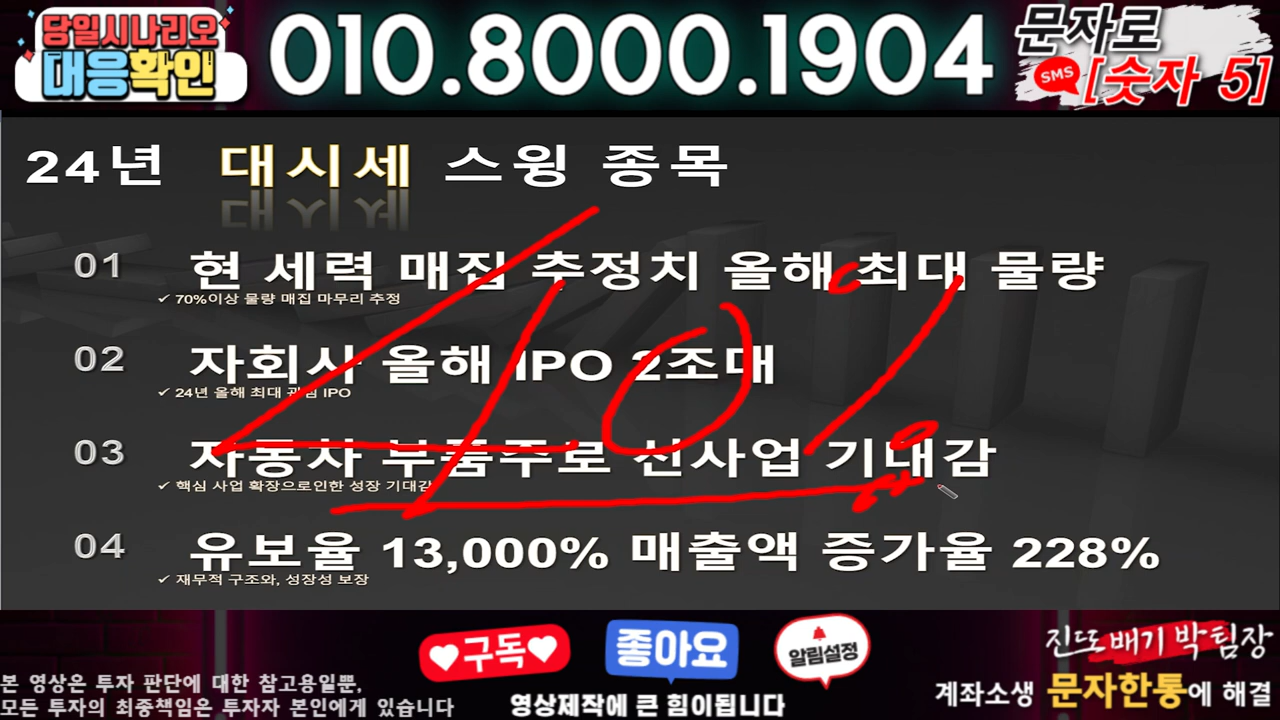 당일시나리오
대응확인
010.8000.1904
문자로
SMS [숫자 5]
24년 대시세 스윙 종목
01 현 세력 매집 추정치 올해 최대 물량
✓ 70%이상 물량 매집 마무리 추정
02 자회사 올해 IPO 2조대
✓ 24년 올해 최대 관심 IPO
03 자동차 부품주로 신사업 기대감
✓ 핵심 사업 확장으로인한 성장 기대감
40%
04 유보율 13,000% 매출액 증가율 228%
✓ 재무적 구조와, 성장성 보장
구독
좋아요
알림설정
영상제작에 큰 힘이됩니다
본 영상은 투자 판단에 대한 참고용일뿐,
모든 투자의 최종책임은 투자자 본인에게 있습니다
진또배기 박팀장
계좌소생 문자한통에 해결